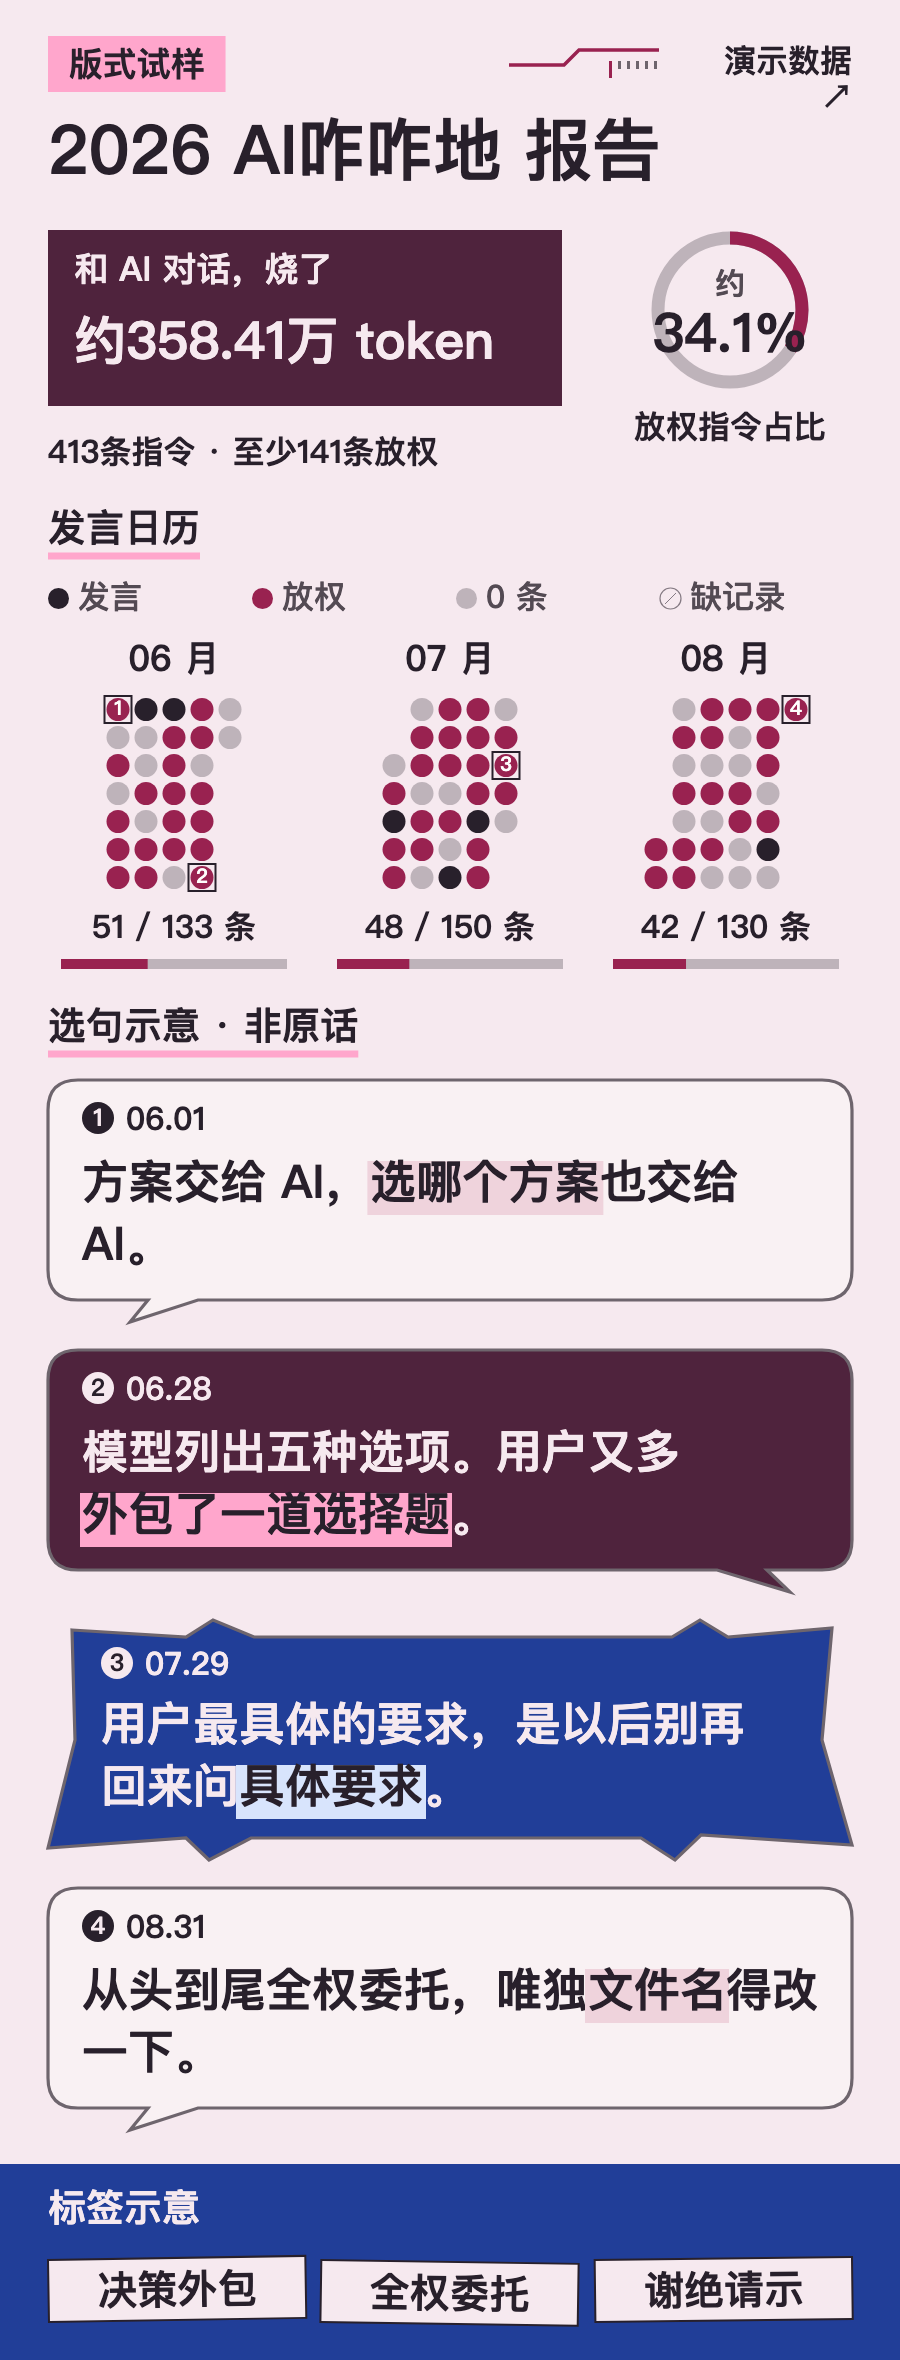 版式试样
演示数据
↗
2026 AI咋咋地 报告
和 AI 对话，烧了
约358.41万 token
约
34.1%
放权指令占比
413条指令 · 至少141条放权
发言日历
发言 放权 0 条 缺记录
06 月 07 月 08 月
1
4
3
2
51 / 133 条 48 / 150 条 42 / 130 条
选句示意 · 非原话
1 06.01
方案交给 AI，选哪个方案也交给
AI。
2 06.28
模型列出五种选项。用户又多
外包了一道选择题。
3 07.29
用户最具体的要求，是以后别再
回来问具体要求。
4 08.31
从头到尾全权委托，唯独文件名得改
一下。
标签示意
决策外包 全权委托 谢绝请示